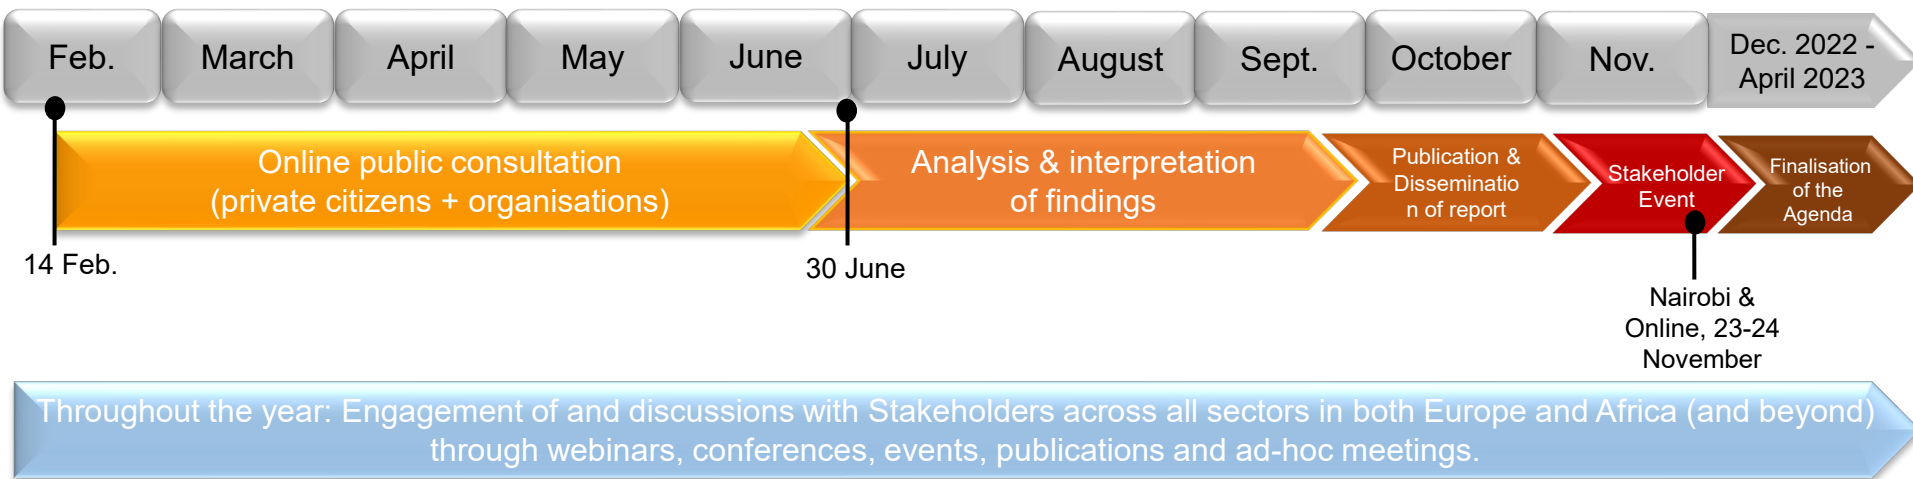 Feb.
March
April
May
June
July
August
Sept.
October
Nov.
Dec. 2022 -
April 2023
Online public consultation
(private citizens + organisations)
Analysis & interpretation
of findings
Publication &
Disseminatio
n of report
Stakeholder
Event
Finalisation
of the
Agenda
14 Feb.
30 June
Nairobi &
Online, 23-24
November
Throughout the year: Engagement of and discussions with Stakeholders across all sectors in both Europe and Africa (and beyond)
through webinars, conferences, events, publications and ad-hoc meetings.